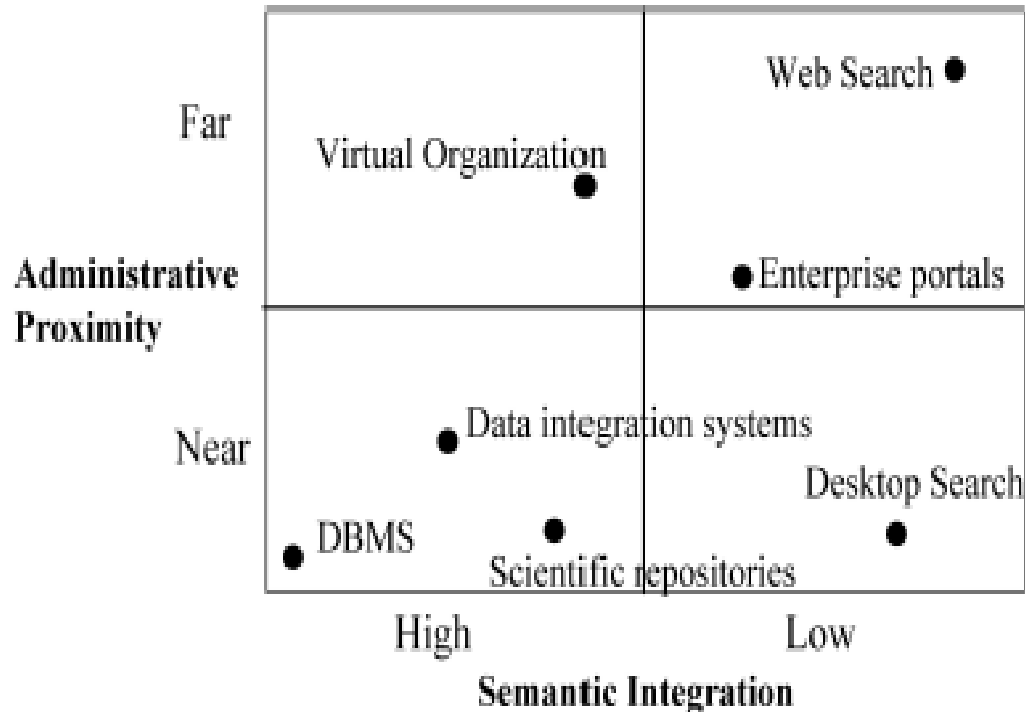 Web Search
Far
Virtual Organization
Administrative
Proximity
Enterprise portals
Data integration systems
Near
Desktop Search
DBMS
Scientific repositories
High
Low
Semantic Integration